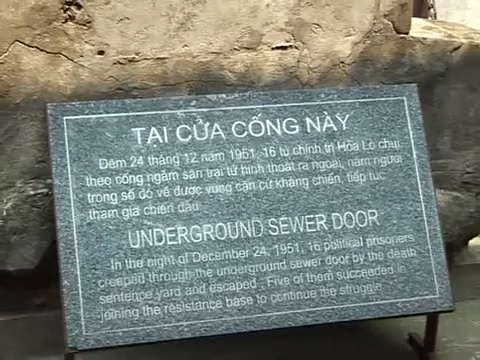 TẠI CỬA CỐNG NÀY
Đêm 24 tháng 12 năm 1951, 16 tù chính trị Hỏa Lò chui
theo cống ngầm sân trại tử hình thoát ra ngoài, năm người
trong số đó về được vùng căn cứ kháng chiến, tiếp tục
tham gia chiến đấu
UNDERGROUND SEWER DOOR
In the night of December 24, 1951, 16 political prisoners
creeped through the underground sewer door by the death
sentence yard and escaped. Five of them succeeded in
joining the resistance base to continue the struggle